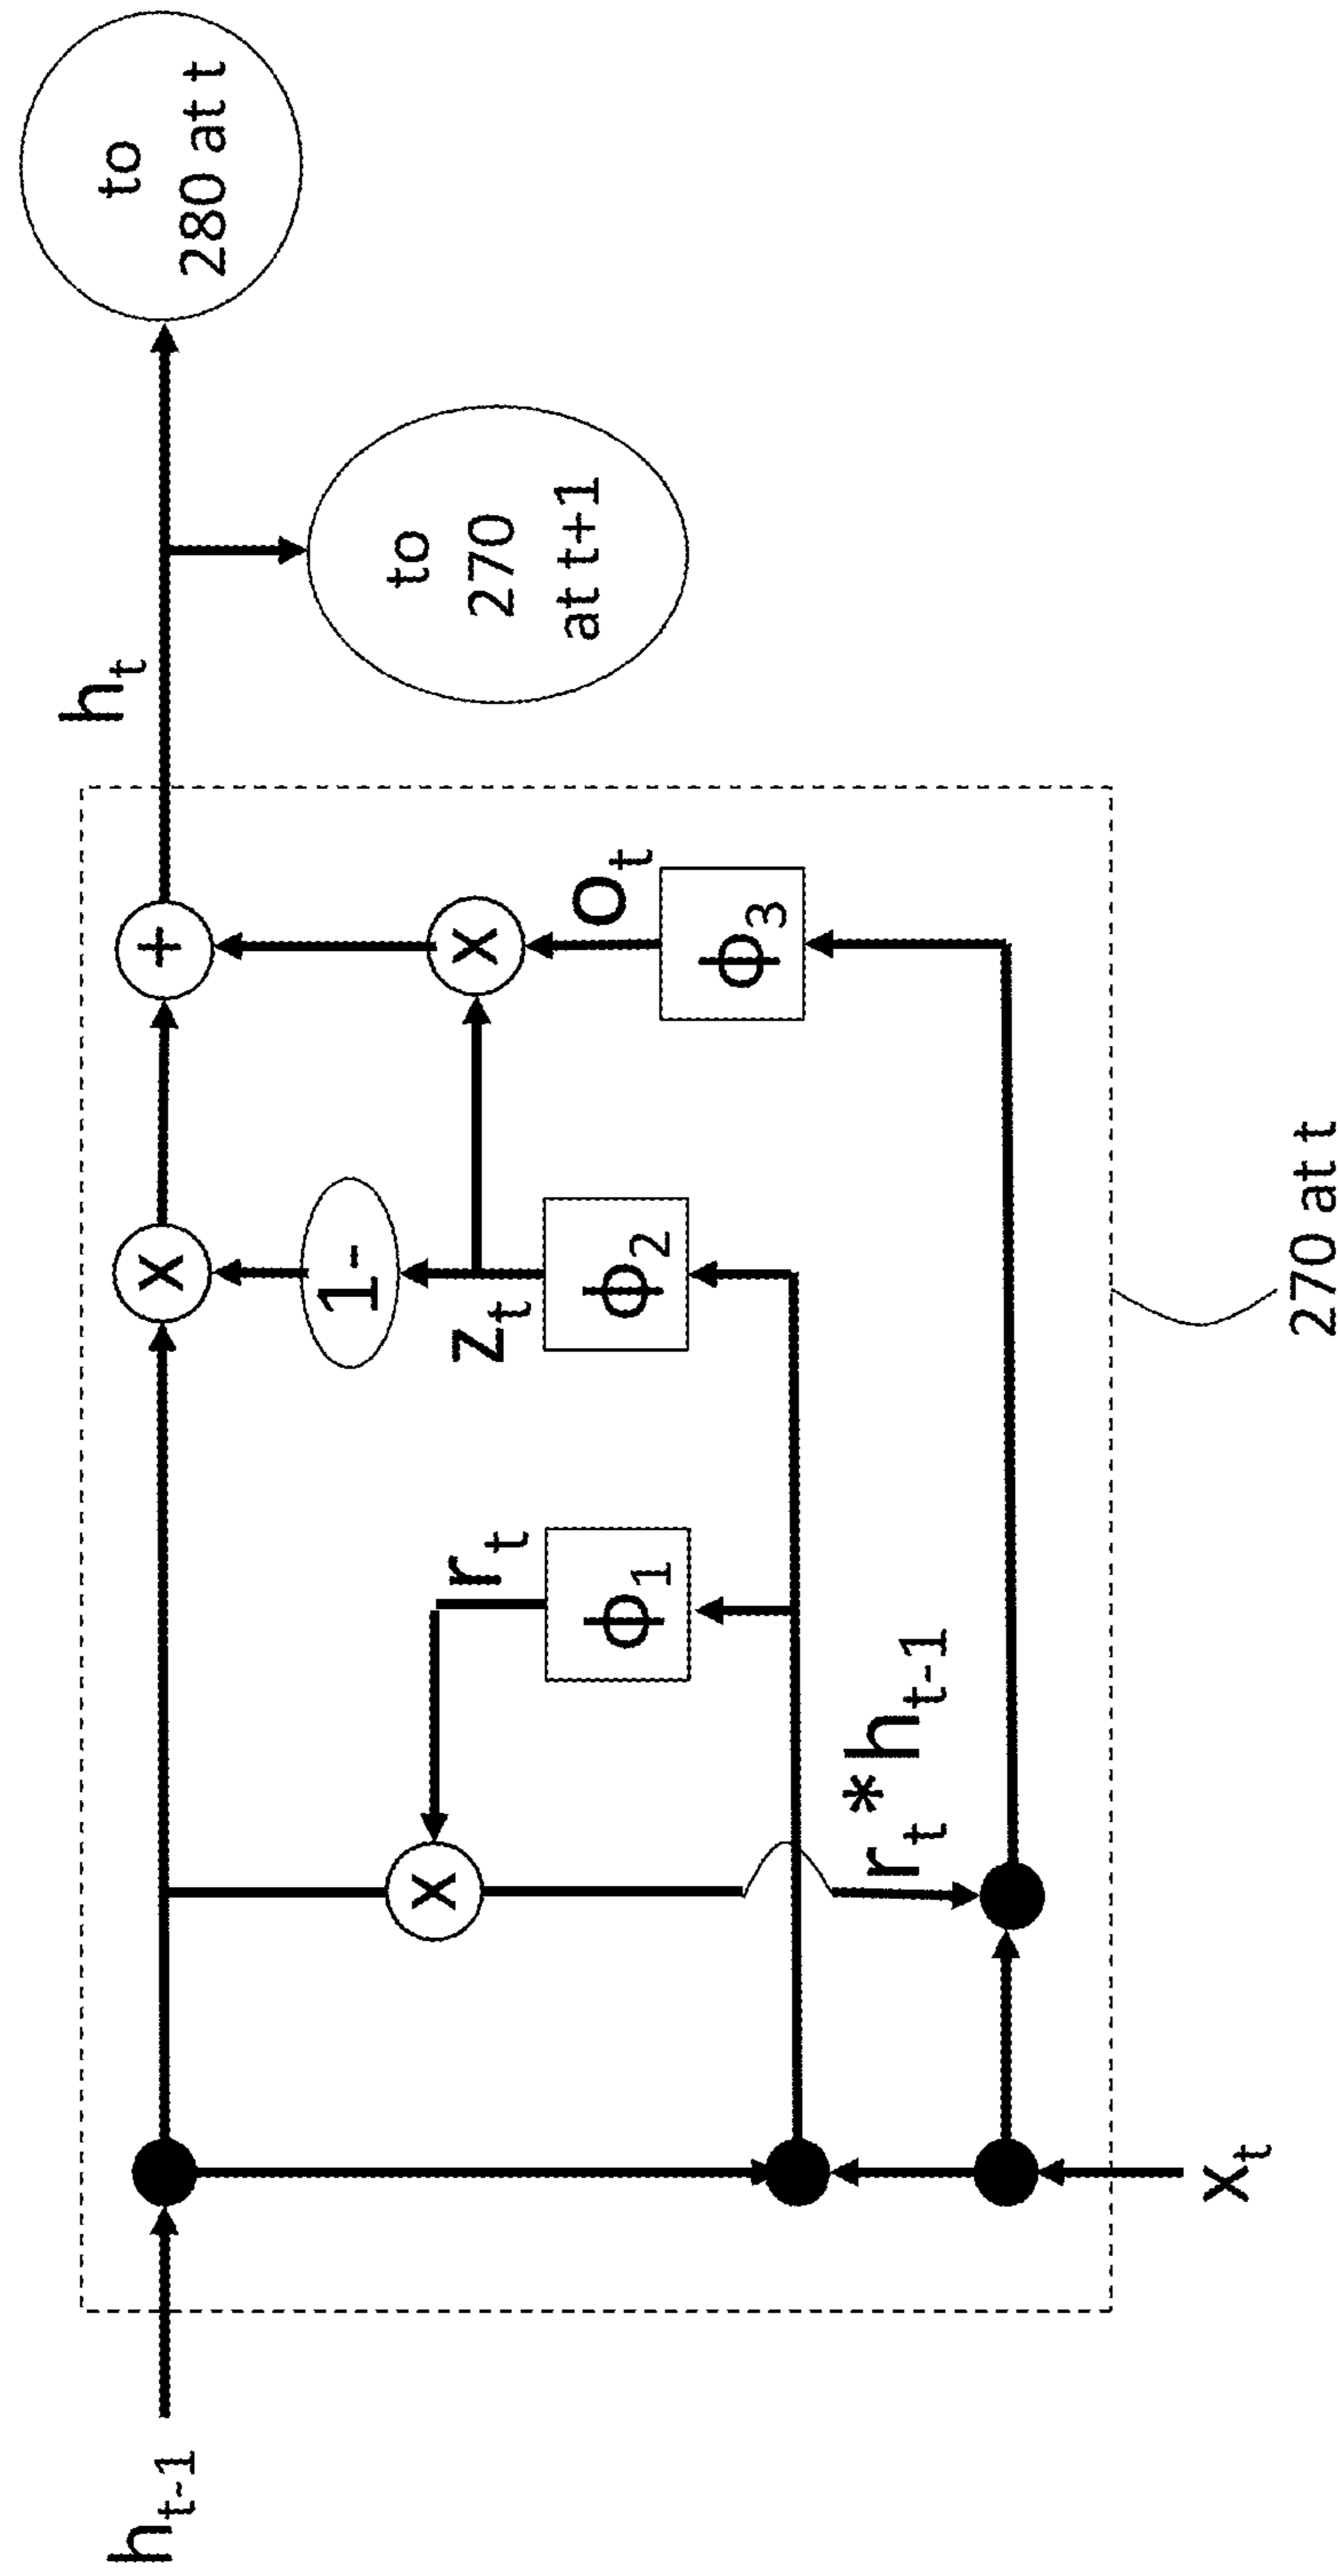 h_t-1
x_t
X
r_t*h_t-1
r_t
ϕ_1
X
1-
z_t
ϕ_2
+
X
o_t
ϕ_3
270 at t
h_t
to
270
at t+1
to
280 at t